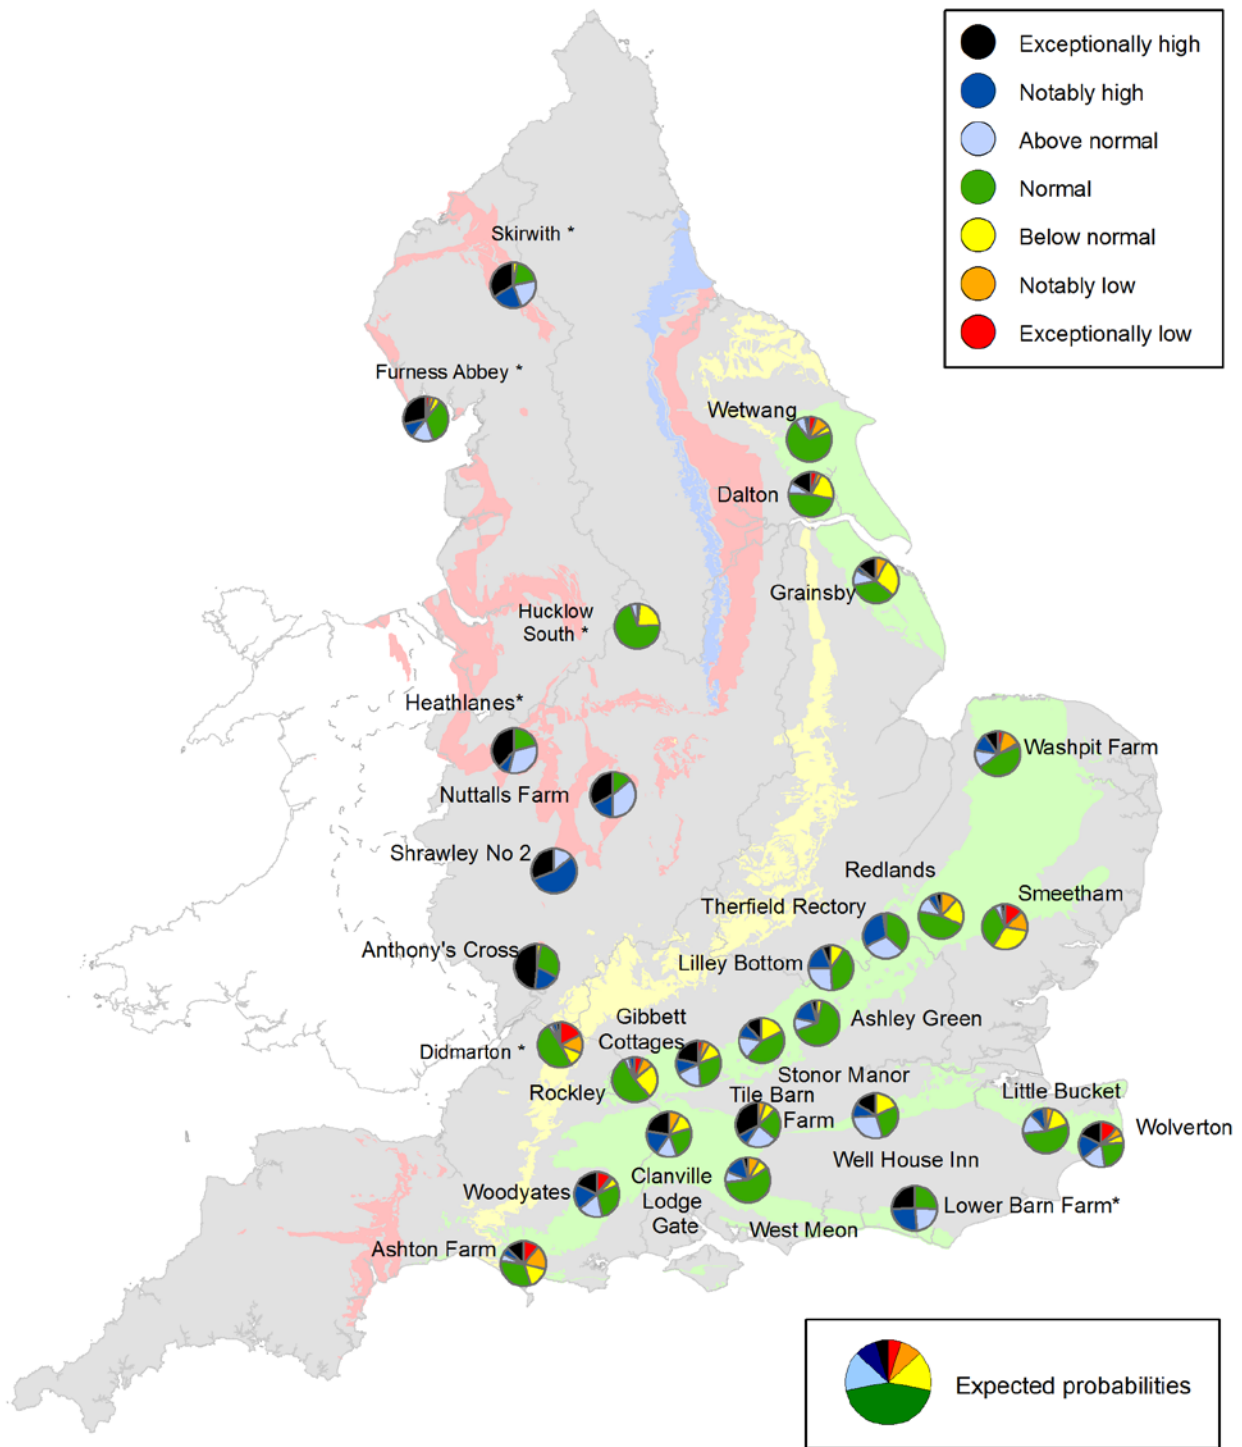 Exceptionally high
Notably high
Above normal
Normal
Below normal
Notably low
Exceptionally low
Skirwith *
Furness Abbey *
Wetwang
Dalton
Grainsby
Hucklow
South *
Heathlanes*
Washpit Farm
Nuttalls Farm
Shrawley No 2
Redlands
Smeetham
Therfield Rectory
Anthony's Cross
Lilley Bottom
Gibbett
Cottages
Ashley Green
Didmarton *
Stonor Manor
Rockley
Tile Barn
Farm
Little Bucket
Wolverton
Well House Inn
Clanville
Lodge
Gate
Woodyates
Lower Barn Farm*
West Meon
Ashton Farm
Expected probabilities